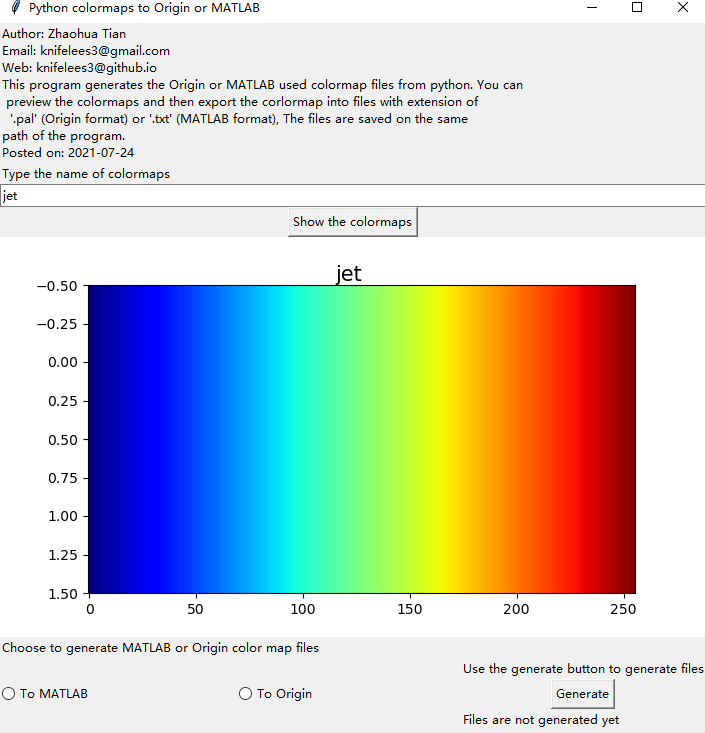 Python colormaps to Origin or MATLAB
Author: Zhaohua Tian
Email: knifelees3@gmail.com
Web: knifelees3@github.io
This program generates the Origin or MATLAB used colormap files from python. You can
preview the colormaps and then export the corlormap into files with extension of
'.pal' (Origin format) or '.txt' (MATLAB format), The files are saved on the same
path of the program.
Posted on: 2021-07-24
Type the name of colormaps
jet
Show the colormaps
jet
−0.50
−0.25
0.00
0.25
0.50
0.75
1.00
1.25
1.50
0 50 100 150 200 250
Choose to generate MATLAB or Origin color map files
Use the generate button to generate files
To MATLAB To Origin Generate
Files are not generated yet